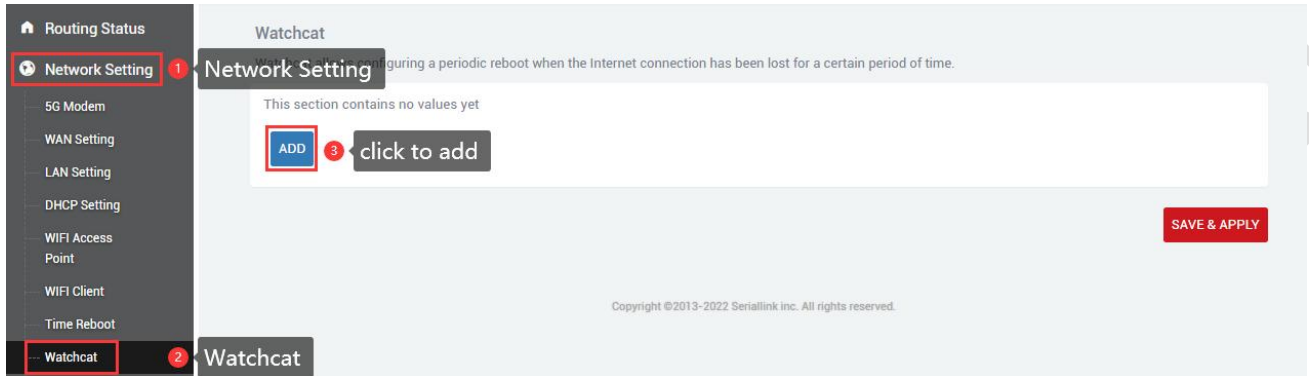 Routing Status
Network Setting
1
Network Setting
5G Modem
WAN Setting
LAN Setting
DHCP Setting
WIFI Access
Point
WIFI Client
Time Reboot
Watchcat
2
Watchcat
Watchcat
guring a periodic reboot when the Internet connection has been lost for a certain period of time.
This section contains no values yet
ADD
3
click to add
SAVE & APPLY
Copyright ©2013-2022 Seriallink inc. All rights reserved.